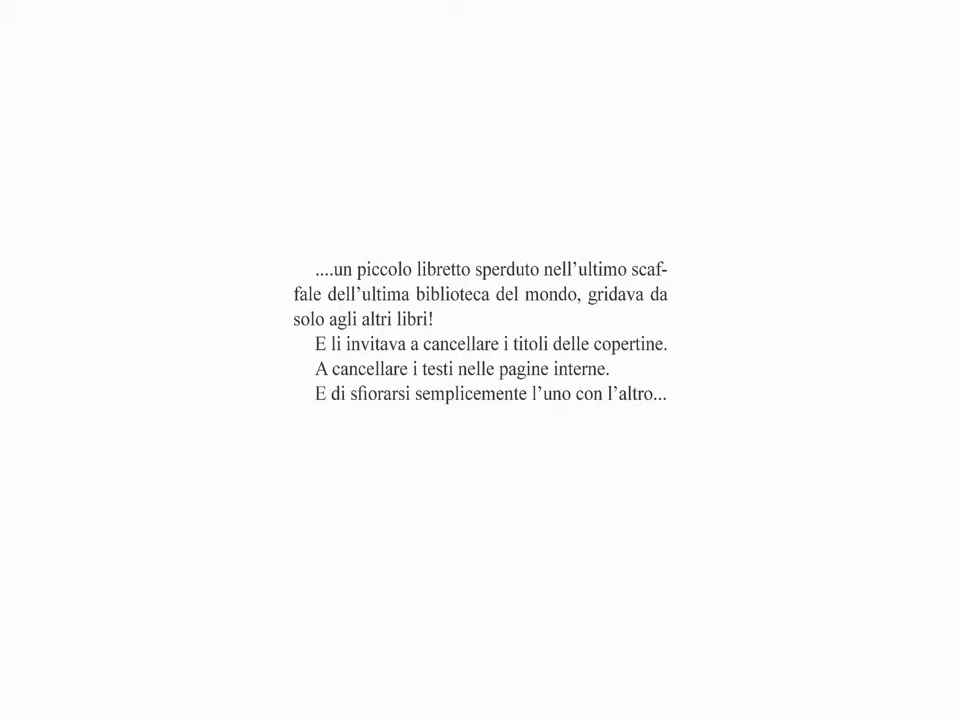 ....un piccolo libretto sperduto nell’ultimo scaf-
fale dell’ultima biblioteca del mondo, gridava da
solo agli altri libri!
E li invitava a cancellare i titoli delle copertine.
A cancellare i testi nelle pagine interne.
E di sfiorarsi semplicemente l’uno con l’altro...